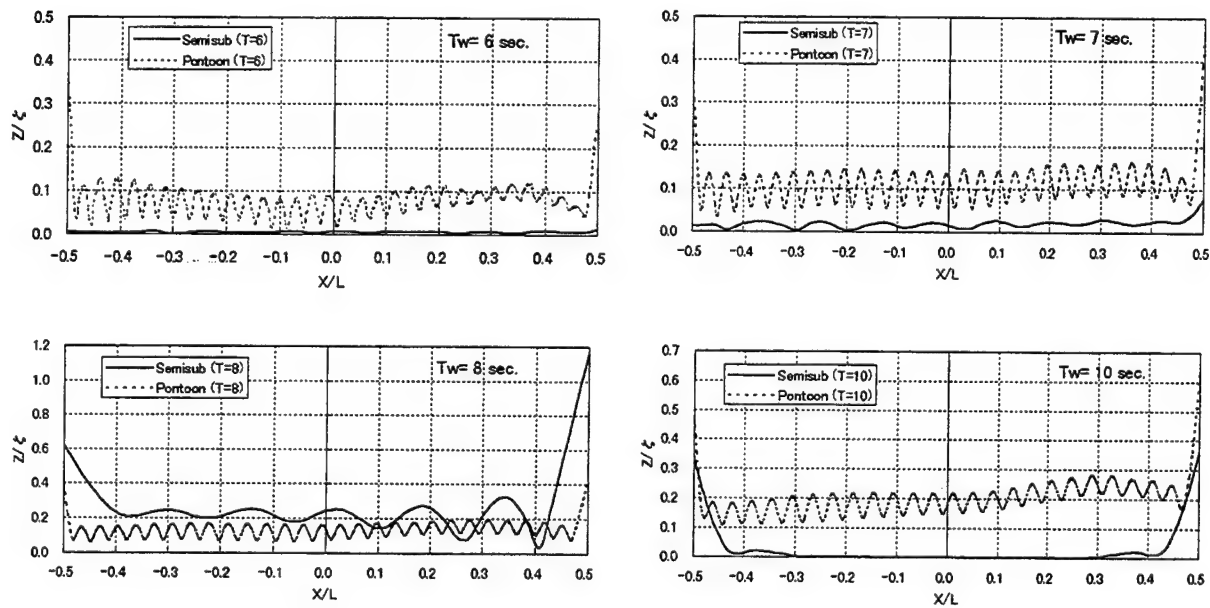 0.5
Semisub (T=6)
Pontoon (T=6)
Tw= 6 sec.
0.4
0.3
Z/ζ
0.2
0.1
0.0
-0.5 -0.4 -0.3 -0.2 -0.1 0.0 0.1 0.2 0.3 0.4 0.5
X/L
0.5
Semisub (T=7)
Pontoon (T=7)
Tw= 7 sec.
0.4
0.3
Z/ζ
0.2
0.1
0.0
-0.5 -0.4 -0.3 -0.2 -0.1 0.0 0.1 0.2 0.3 0.4 0.5
X/L
1.2
Semisub (T=8)
Pontoon (T=8)
Tw= 8 sec.
1.0
0.8
Z/ζ
0.6
0.4
0.2
0.0
-0.5 -0.4 -0.3 -0.2 -0.1 0.0 0.1 0.2 0.3 0.4 0.5
X/L
0.7
Semisub (T=10)
Pontoon (T=10)
Tw= 10 sec.
0.6
0.5
0.4
Z/ζ
0.3
0.2
0.1
0.0
-0.5 -0.4 -0.3 -0.2 -0.1 0.0 0.1 0.2 0.3 0.4 0.5
X/L